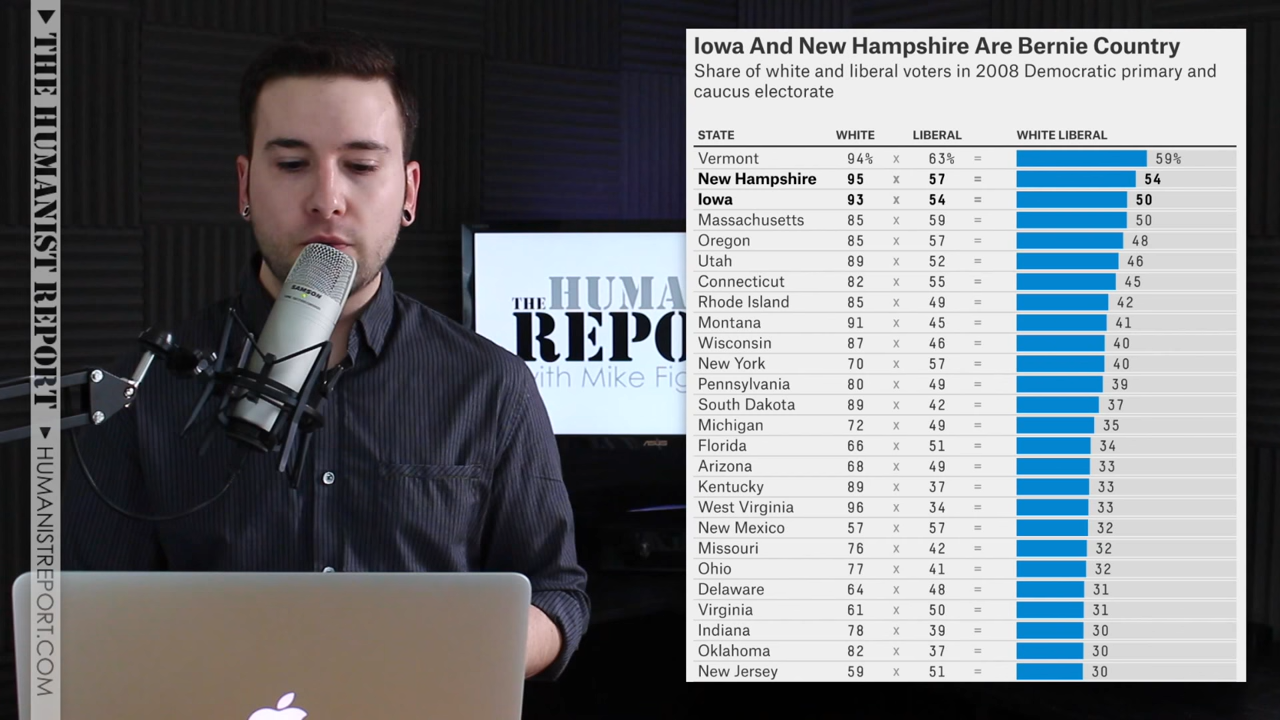 ▶ THE HUMANIST REPORT ▶ HUMANISTREPORT.COM
SAMSON
THE HUMA
REPO
with Mike Fig
ASUS
Iowa And New Hampshire Are Bernie Country
Share of white and liberal voters in 2008 Democratic primary and
caucus electorate
STATE WHITE LIBERAL WHITE LIBERAL
Vermont 94% x 63% = 59%
New Hampshire 95 x 57 = 54
Iowa 93 x 54 = 50
Massachusetts 85 x 59 = 50
Oregon 85 x 57 = 48
Utah 89 x 52 = 46
Connecticut 82 x 55 = 45
Rhode Island 85 x 49 = 42
Montana 91 x 45 = 41
Wisconsin 87 x 46 = 40
New York 70 x 57 = 40
Pennsylvania 80 x 49 = 39
South Dakota 89 x 42 = 37
Michigan 72 x 49 = 35
Florida 66 x 51 = 34
Arizona 68 x 49 = 33
Kentucky 89 x 37 = 33
West Virginia 96 x 34 = 33
New Mexico 57 x 57 = 32
Missouri 76 x 42 = 32
Ohio 77 x 41 = 32
Delaware 64 x 48 = 31
Virginia 61 x 50 = 31
Indiana 78 x 39 = 30
Oklahoma 82 x 37 = 30
New Jersey 59 x 51 = 30